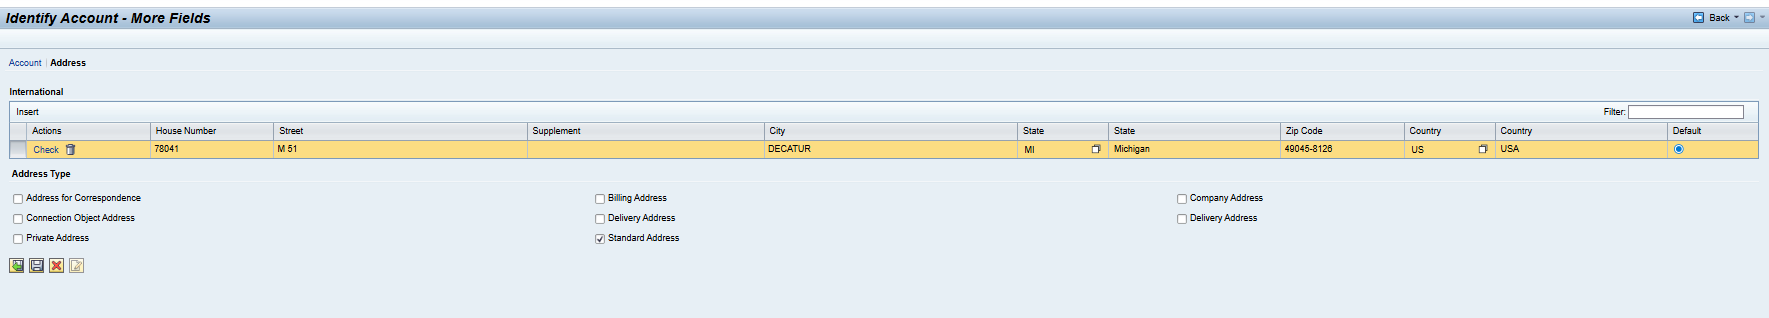 Identify Account - More Fields
Back
Account | Address
International
Insert
Filter:
Actions House Number Street Supplement City State State Zip Code Country Country Default
Check 78041 M 51 DECATUR MI Michigan 49045-8126 US USA
Address Type
Address for Correspondence Billing Address Company Address
Connection Object Address Delivery Address Delivery Address
Private Address Standard Address